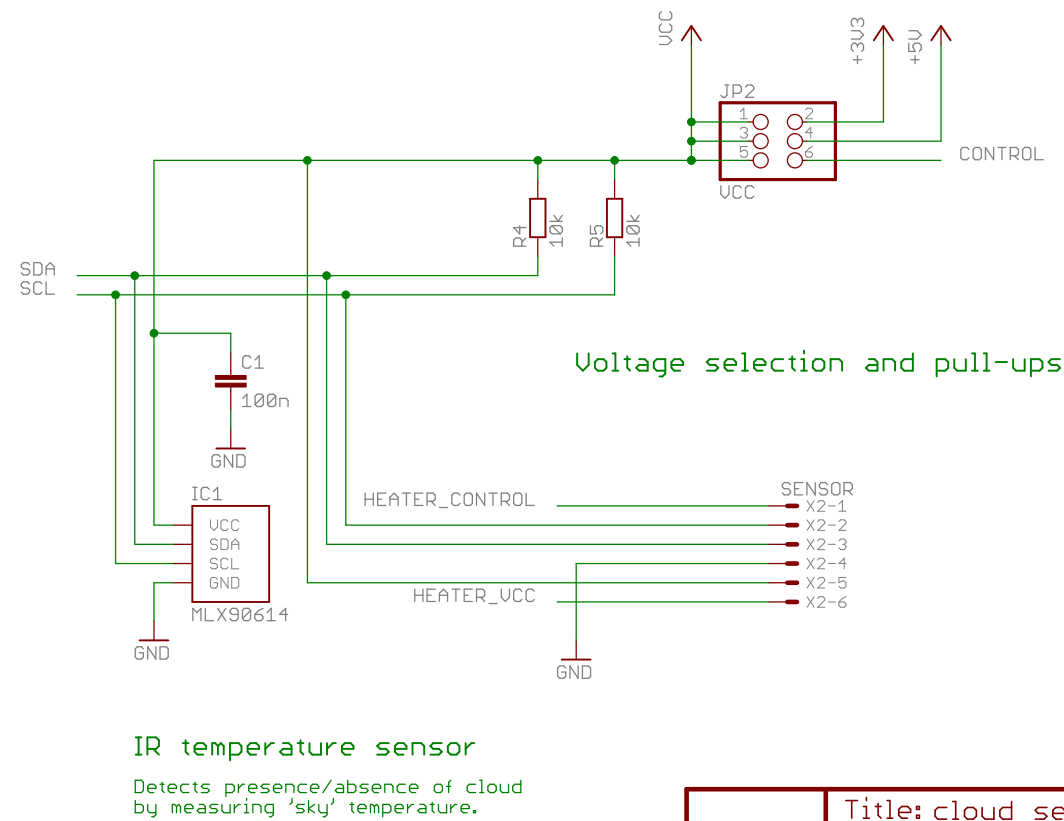 VCC
+3V3
+5V
JP2
1 2
3 4
5 6
CONTROL
VCC
R4
10k
R5
10k
SDA
SCL
C1
100n
GND
Voltage selection and pull-ups
IC1
VCC
SDA
SCL
GND
MLX90614
GND
HEATER_CONTROL
HEATER_VCC
SENSOR
X2-1
X2-2
X2-3
X2-4
X2-5
X2-6
GND
IR temperature sensor
Detects presence/absence of cloud
by measuring 'sky' temperature.
Title: cloud se